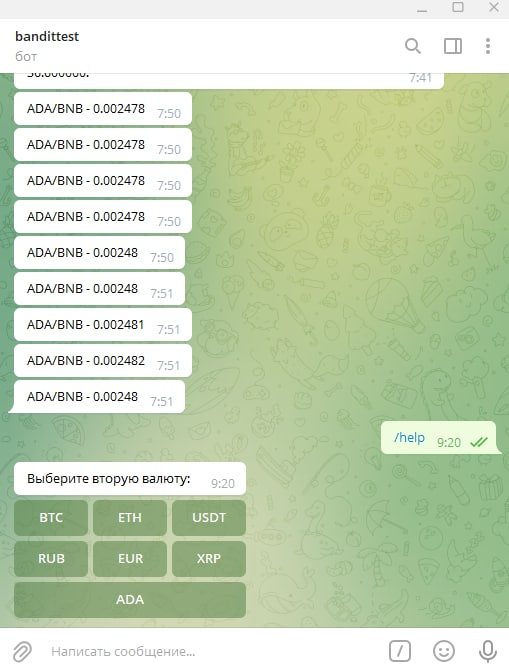 bandittest
бот
7:41
ADA/BNB - 0.002478 7:50
ADA/BNB - 0.002478 7:50
ADA/BNB - 0.002478 7:50
ADA/BNB - 0.002478 7:50
ADA/BNB - 0.00248 7:50
ADA/BNB - 0.00248 7:51
ADA/BNB - 0.002481 7:51
ADA/BNB - 0.002482 7:51
ADA/BNB - 0.00248 7:51
/help 9:20
Выберите вторую валюту: 9:20
BTC ETH USDT
RUB EUR XRP
ADA
Написать сообщение...